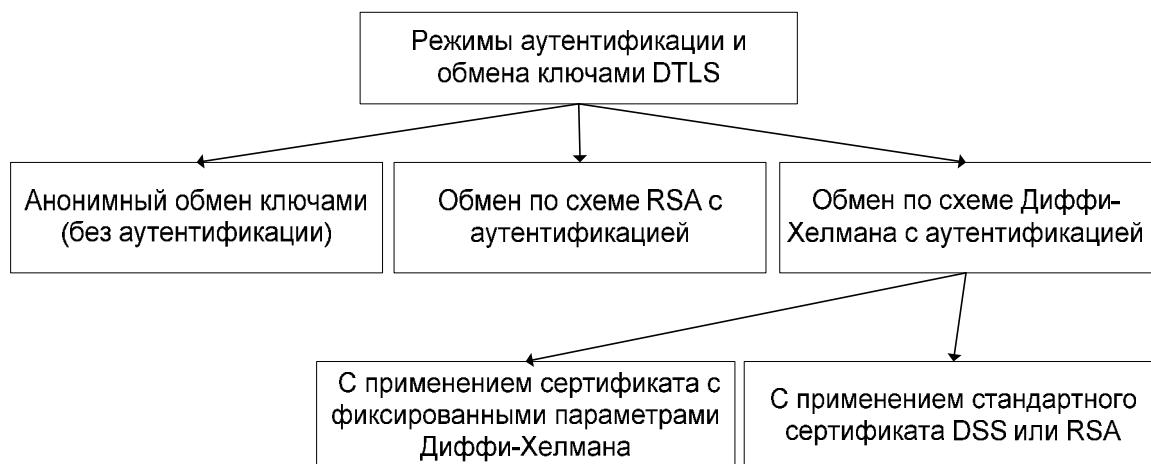 Режимы аутентификации и
обмена ключами DTLS
Анонимный обмен ключами
(без аутентификации)
Обмен по схеме RSA с
аутентификацией
Обмен по схеме Диффи-
Хелмана с аутентификацией
С применением сертификата с
фиксированными параметрами
Диффи-Хелмана
С применением стандартного
сертификата DSS или RSA